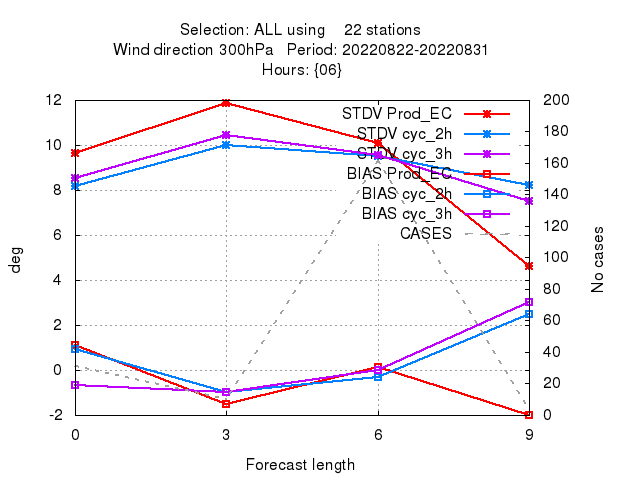 Selection: ALL using 22 stations
Wind direction 300hPa Period: 20220822-20220831
Hours: {06}
STDV Prod_EC
STDV cyc_2h
STDV cyc_3h
BIAS Prod_EC
BIAS cyc_2h
BIAS cyc_3h
CASES
12
10
8
6
4
2
0
-2
deg
200
180
160
140
120
100
80
60
40
20
0
No cases
0 3 6 9
Forecast length